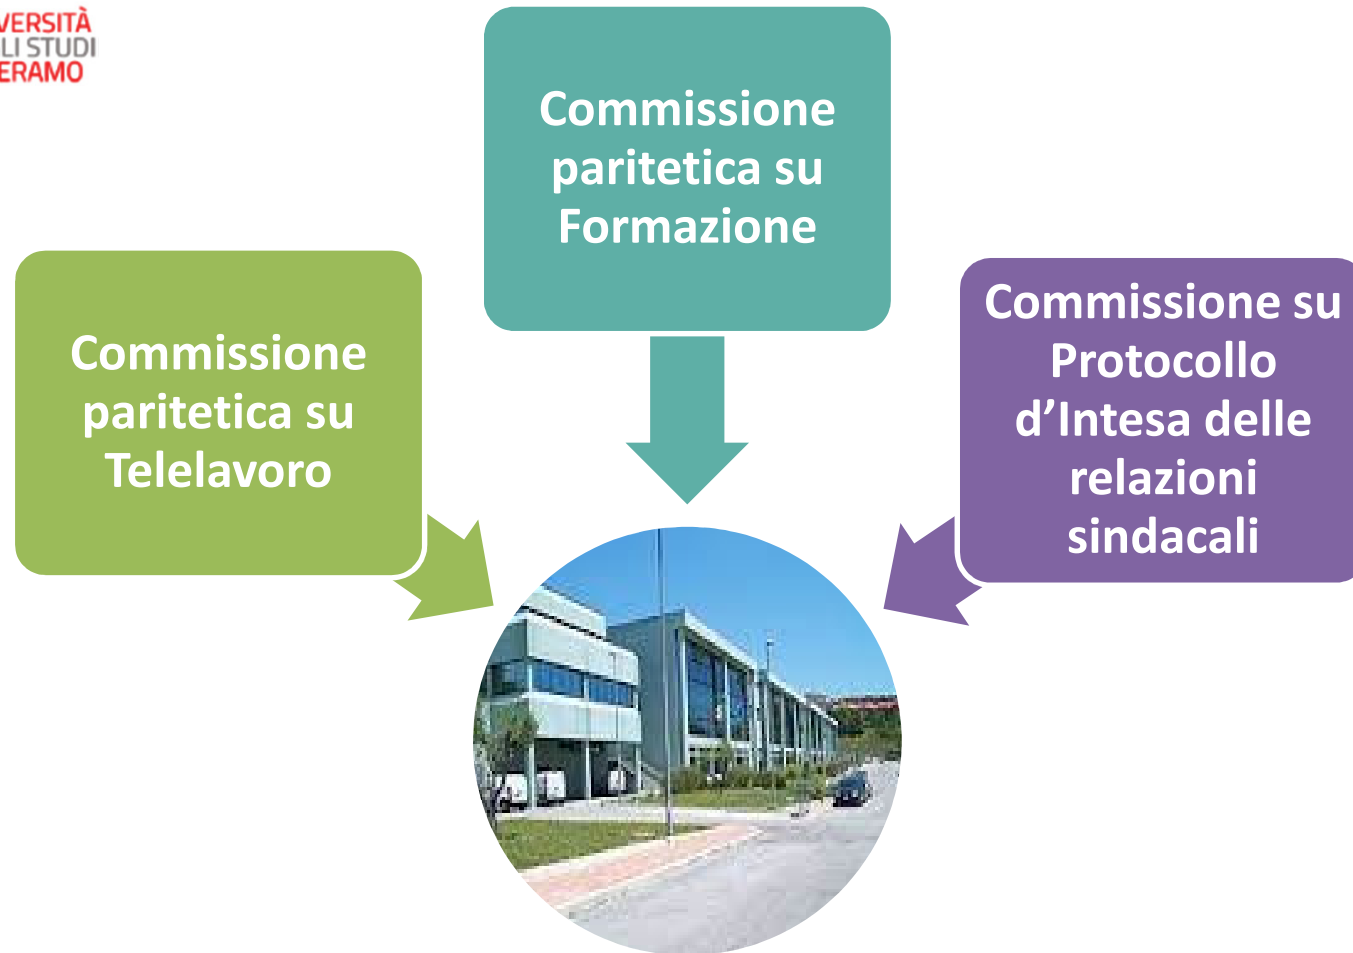 VERSITÀ
LI STUDI
ERAMO
Commissione
paritetica su
Formazione
Commissione
paritetica su
Telelavoro
Commissione su
Protocollo
d’Intesa delle
relazioni
sindacali